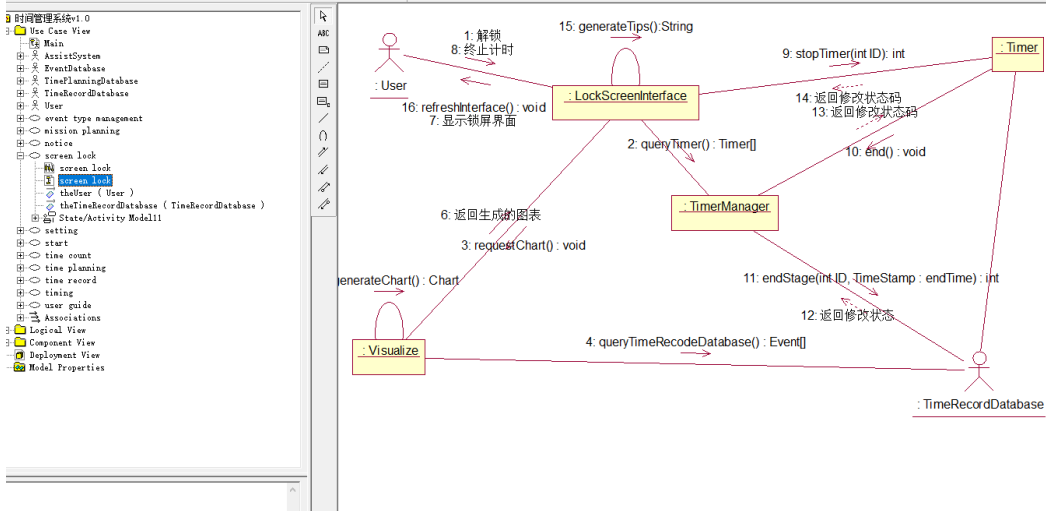 时间管理系统v1.0
Use Case View
Main
AssistSystem
EventDatabase
TimePlanningDatabase
TimeRecordDatabase
User
event type management
mission planning
notice
screen lock
screen lock
screen lock
theUser ( User )
theTimeRecordDatabase ( TimeRecordDatabase )
State/Activity Model11
setting
start
time count
time planning
time record
timing
user guide
Associations
Logical View
Component View
Deployment View
Model Properties
ABC
1: 解锁
8: 终止计时
: User
16: refreshInterface() : void
7: 显示锁屏界面
15: generateTips():String
: LockScreenInterface
9: stopTimer(int ID): int
: Timer
14: 返回修改状态码
13: 返回修改状态码
10: end() : void
2: queryTimer() : Timer[]
: TimerManager
6: 返回生成的图表
3: requestChart() : void
generateChart() : Chart
: Visualize
11: endStage(int ID, TimeStamp : endTime) : int
12: 返回修改状态
4: queryTimeRecodeDatabase() : Event[]
: TimeRecordDatabase